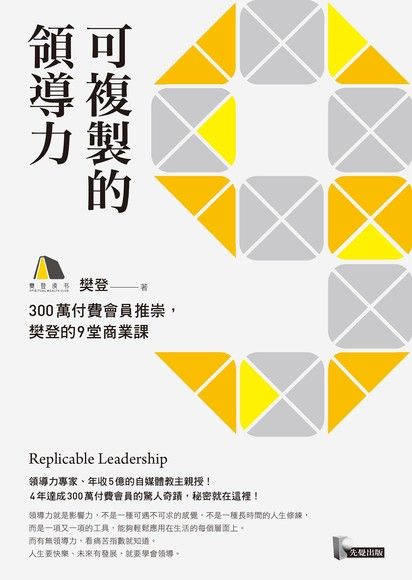 可複製的
領導力
樊登读书
樊登——著
300萬付費會員推崇，
樊登的9堂商業課
Replicable Leadership
領導力專家、年收5億的自媒體教主親授！
4年達成300萬付費會員的驚人奇蹟，秘密就在這裡！
領導力就是影響力，不是一種可遇不可求的感覺，不是一種長時間的人生修練，
而是一項又一項的工具，能夠輕鬆應用在生活的每個層面上。
而有無領導力，看痛苦指數就知道。
人生要快樂、未來有發展，就要學會領導。
先覺出版